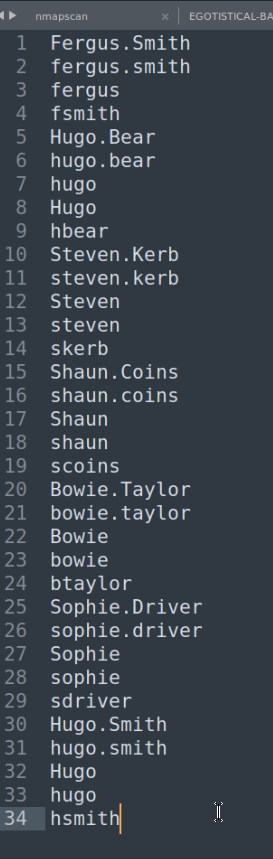 nmapscan × EGOTISTICAL-BA
1 Fergus.Smith
2 fergus.smith
3 fergus
4 fsmith
5 Hugo.Bear
6 hugo.bear
7 hugo
8 Hugo
9 hbear
10 Steven.Kerb
11 steven.kerb
12 Steven
13 steven
14 skerb
15 Shaun.Coins
16 shaun.coins
17 Shaun
18 shaun
19 scoins
20 Bowie.Taylor
21 bowie.taylor
22 Bowie
23 bowie
24 btaylor
25 Sophie.Driver
26 sophie.driver
27 Sophie
28 sophie
29 sdriver
30 Hugo.Smith
31 hugo.smith
32 Hugo
33 hugo
34 hsmith